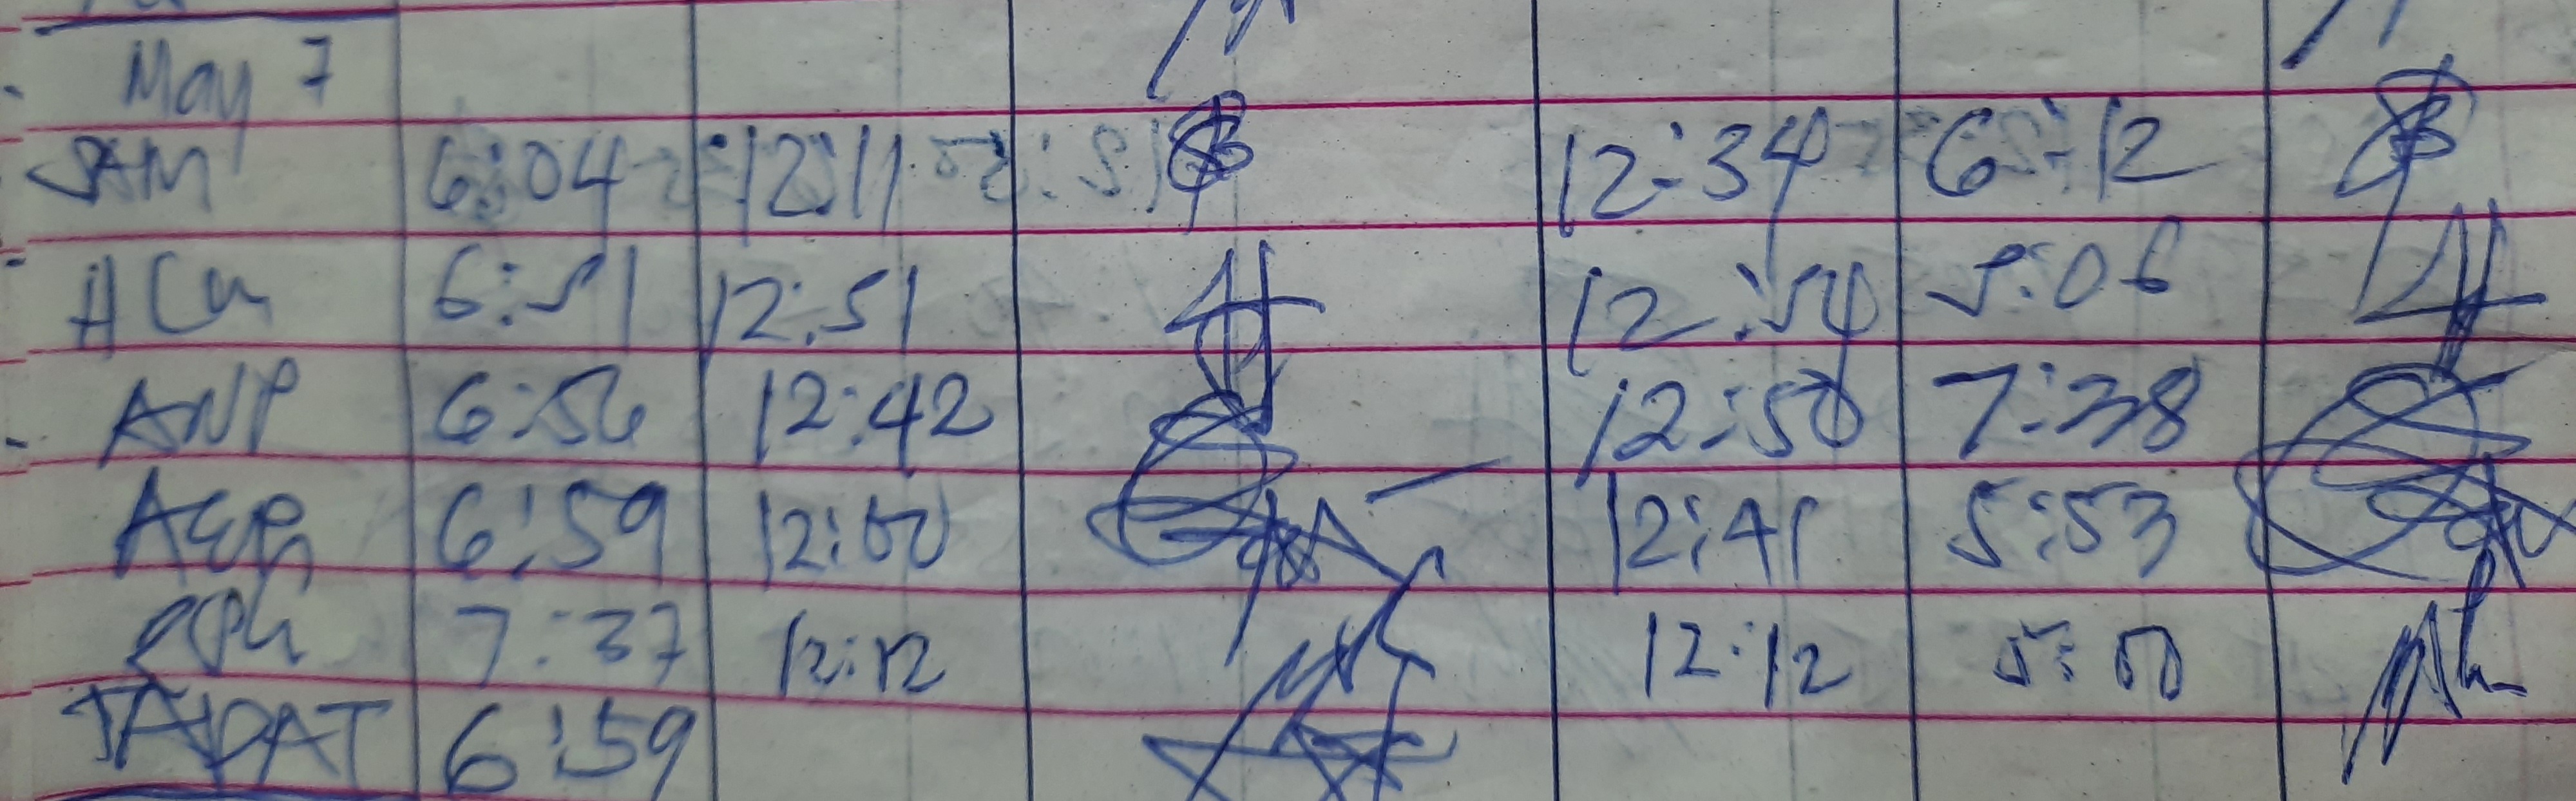 May 7
SAM 6:04 12:11 12:34 6:12
6:51 12:51 12:54 5:06
ANP 6:56 12:42 12:50 7:38
6:59 12:00 12:41 5:53
7:37 12:12 12:12 5:00
TAPAT 6:59